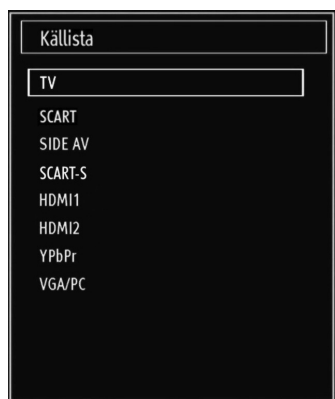 Källista
TV
SCART
SIDE AV
SCART-S
HDMI1
HDMI2
YPbPr
VGA/PC